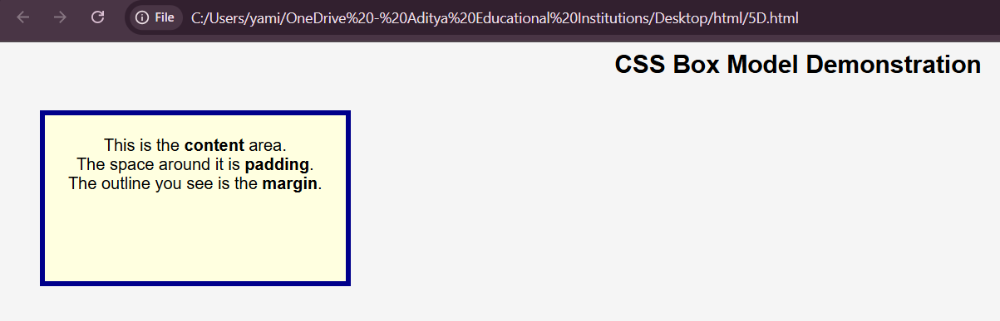 File
C:/Users/yami/OneDrive%20-%20Aditya%20Educational%20Institutions/Desktop/html/5D.html
CSS Box Model Demonstration
This is the content area.
The space around it is padding.
The outline you see is the margin.